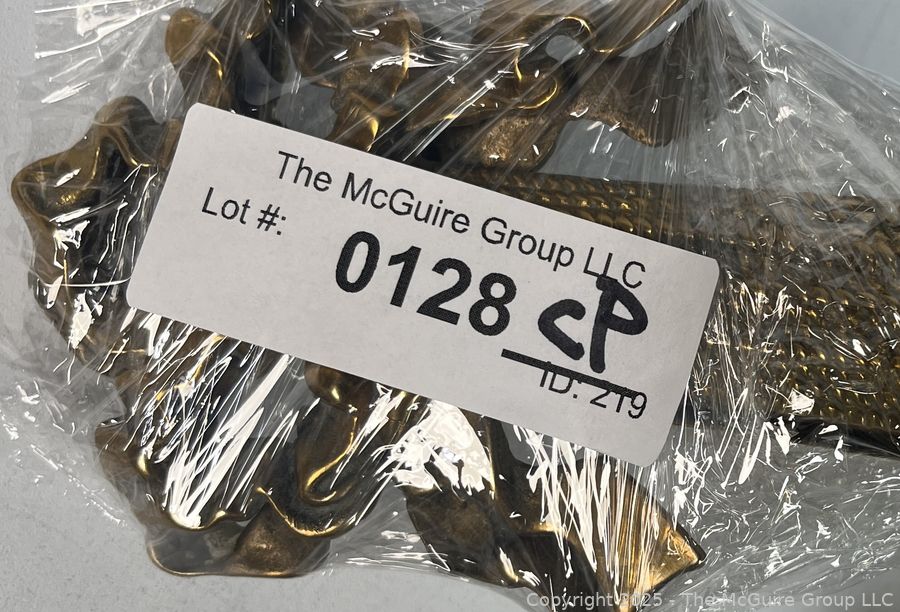 The McGuire Group LLC
Lot #:
0128 CP
ID: 219
Copyright 2025 - The McGuire Group LLC